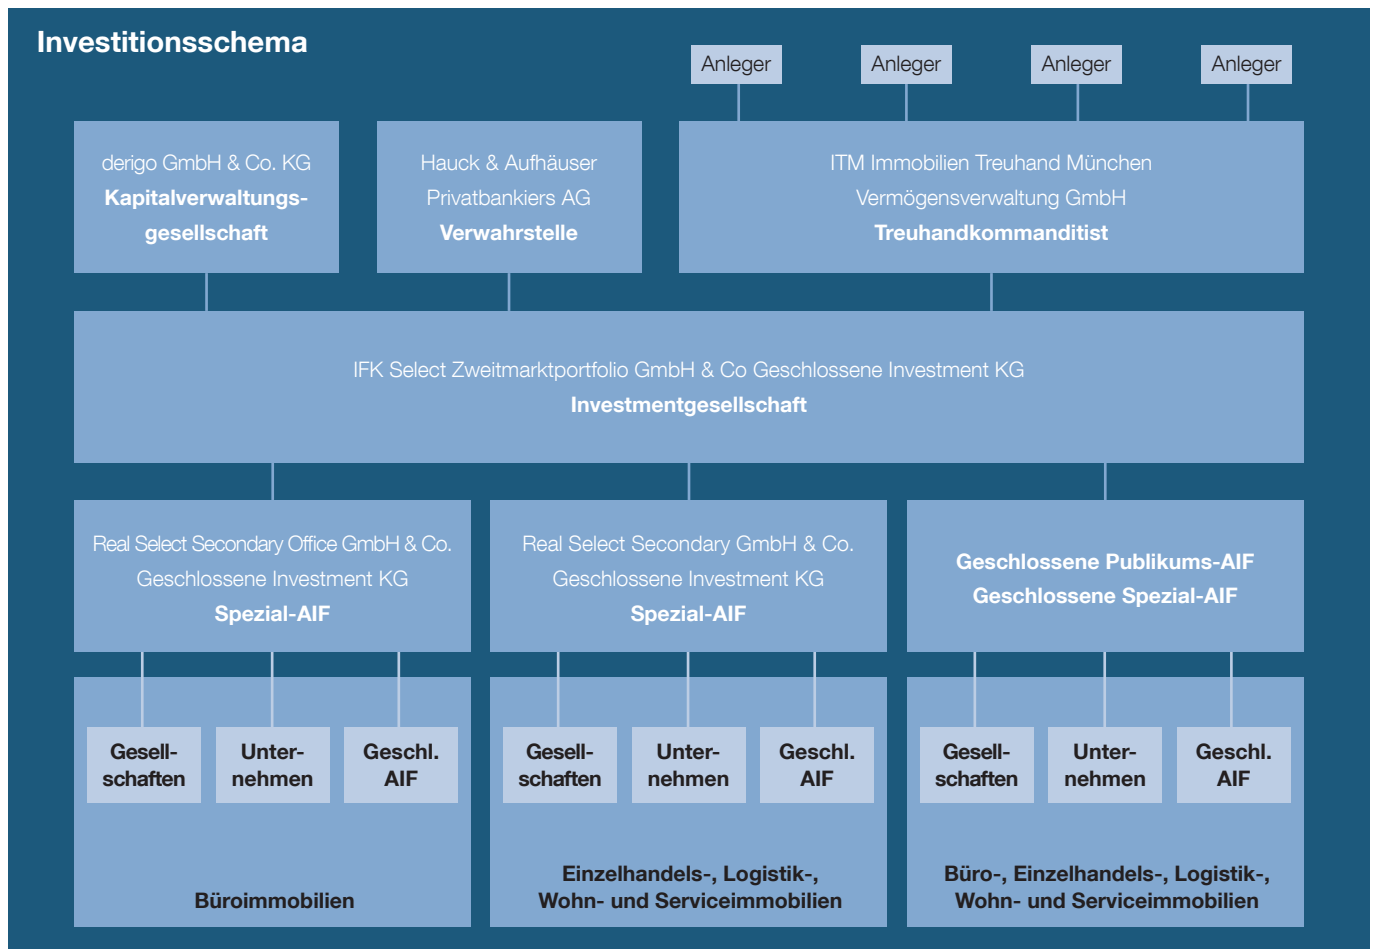 Investitionsschema
Anleger
Anleger
Anleger
Anleger
derigo GmbH & Co. KG
Kapitalverwaltungs-
gesellschaft
Hauck & Aufhäuser
Privatbankiers AG
Verwahrstelle
ITM Immobilien Treuhand München
Vermögensverwaltung GmbH
Treuhandkommanditist
IFK Select Zweitmarktportfolio GmbH & Co Geschlossene Investment KG
Investmentgesellschaft
Real Select Secondary Office GmbH & Co.
Geschlossene Investment KG
Spezial-AIF
Real Select Secondary GmbH & Co.
Geschlossene Investment KG
Spezial-AIF
Geschlossene Publikums-AIF
Geschlossene Spezial-AIF
Gesell-
schaften
Unter-
nehmen
Geschl.
AIF
Büroimmobilien
Gesell-
schaften
Unter-
nehmen
Geschl.
AIF
Einzelhandels-, Logistik-,
Wohn- und Serviceimmobilien
Gesell-
schaften
Unter-
nehmen
Geschl.
AIF
Büro-, Einzelhandels-, Logistik-,
Wohn- und Serviceimmobilien